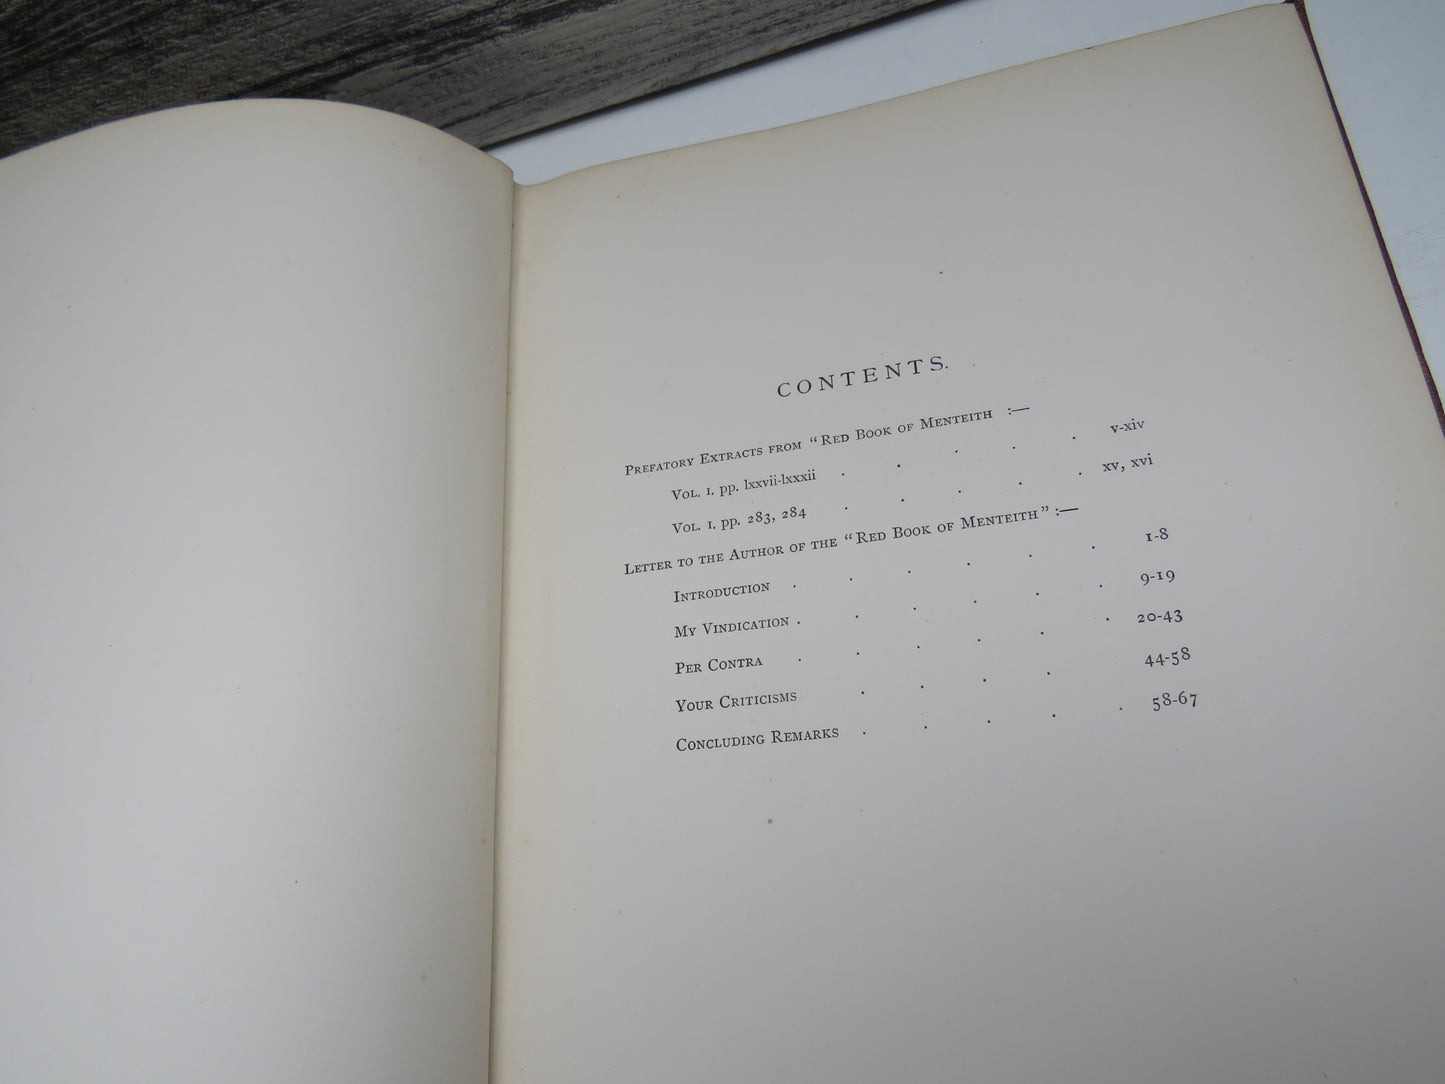 CONTENTS.
Prefatory Extracts from "Red Book of Menteith :—
Vol. I. pp. lxxvii-lxxxii . . . . . v-xiv
Vol. I. pp. 283, 284 . . . . . xv, xvi
Letter to the Author of the "Red Book of Menteith" :—
Introduction . . . . . . 1-8
My Vindication . . . . . . 9-19
Per Contra . . . . . . 20-43
Your Criticisms . . . . 44-58
Concluding Remarks . . . . . 58-67